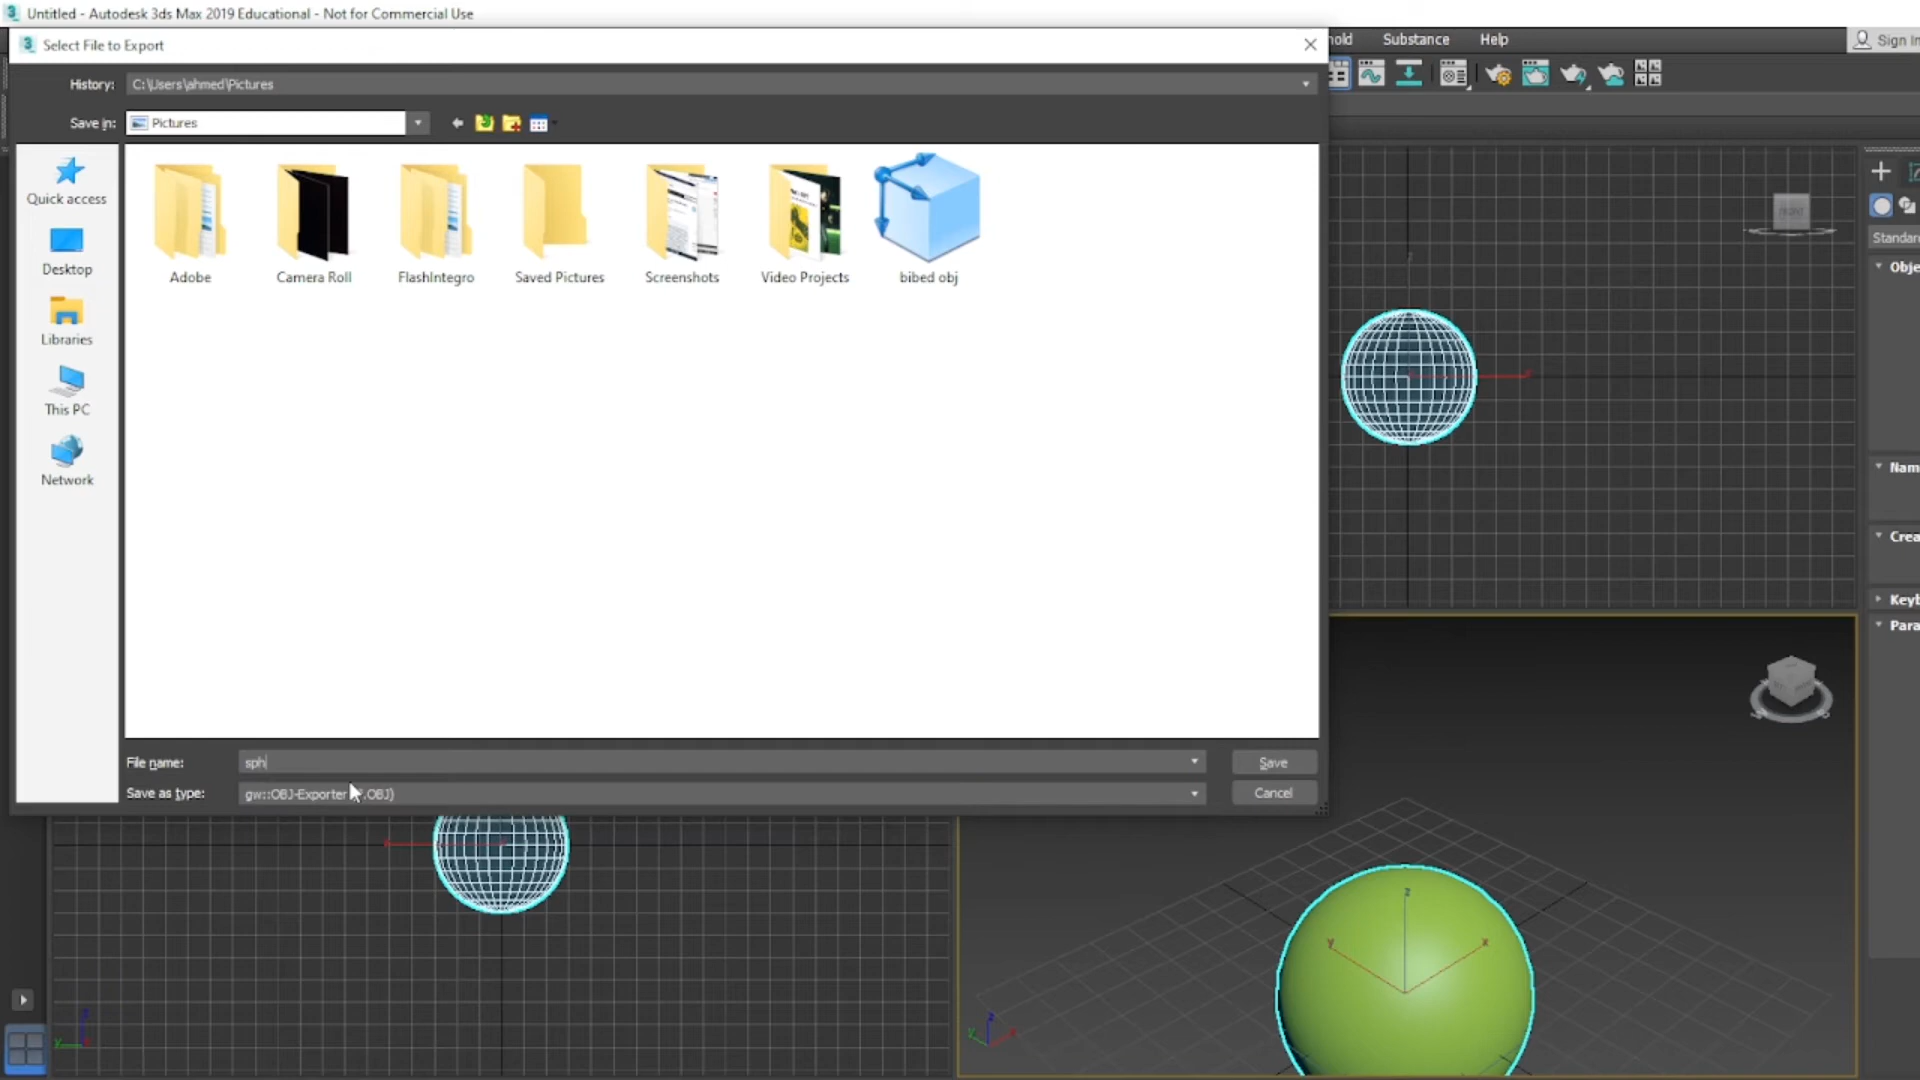 Untitled - Autodesk 3ds Max 2019 Educational - Not for Commercial Use
Select File to Export
Substance Help
Sign In
History: C:\Users\ahmed\Pictures
Save in: Pictures
Quick access
Desktop
Libraries
This PC
Network
Adobe
Camera Roll
FlashIntegro
Saved Pictures
Screenshots
Video Projects
bibed obj
File name: sph
Save
Save as type: gw::OBJ-Exporter
.OBJ)
Cancel
FRONT
Standar
Obje
Nam
Crea
Keyb
Para
z
y
x
z
y
x
z
y